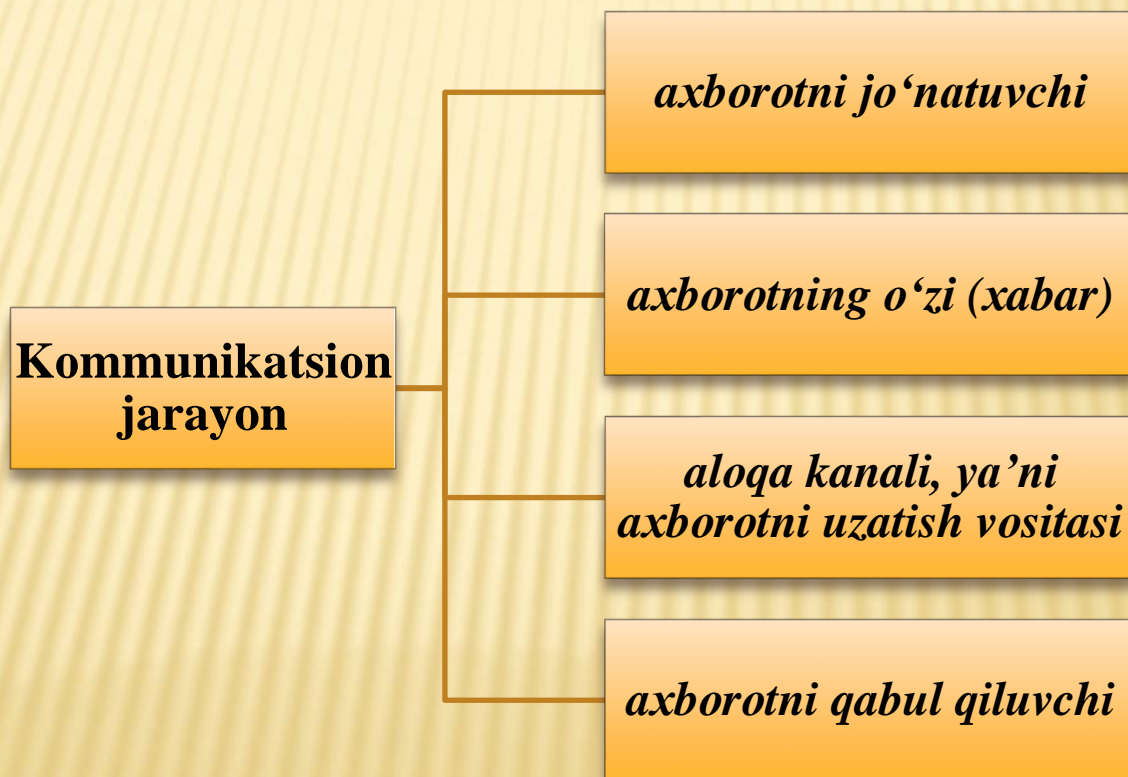 axborotni jo‘natuvchi
axborotning o‘zi (xabar)
Kommunikatsion
jarayon
aloqa kanali, ya’ni
axborotni uzatish vositasi
axborotni qabul qiluvchi